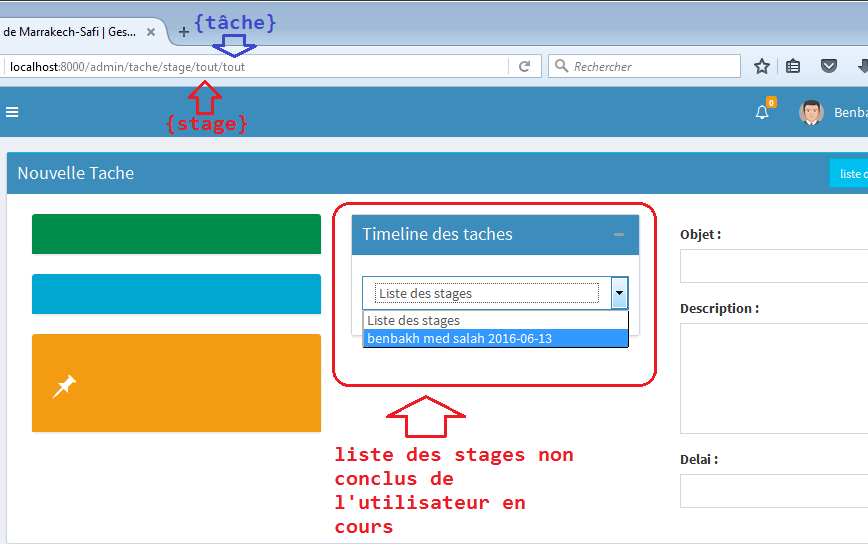 {tâche}
de Marrakech-Safi | Ges...
localhost:8000/admin/tache/stage/tout/tout
Rechercher
{stage}
0
Benba
Nouvelle Tache
liste
Timeline des taches
Objet :
Liste des stages
Liste des stages
benbakh med salah 2016-06-13
Description :
liste des stages non
conclus de
l'utilisateur en
cours
Delai :